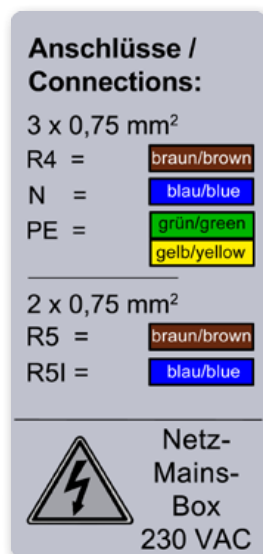 Anschlüsse /
Connections:
3 x 0,75 mm²
R4 = braun/brown
N = blau/blue
PE = grün/green
gelb/yellow
2 x 0,75 mm²
R5 = braun/brown
R5I = blau/blue
Netz-
Mains-
Box
230 VAC